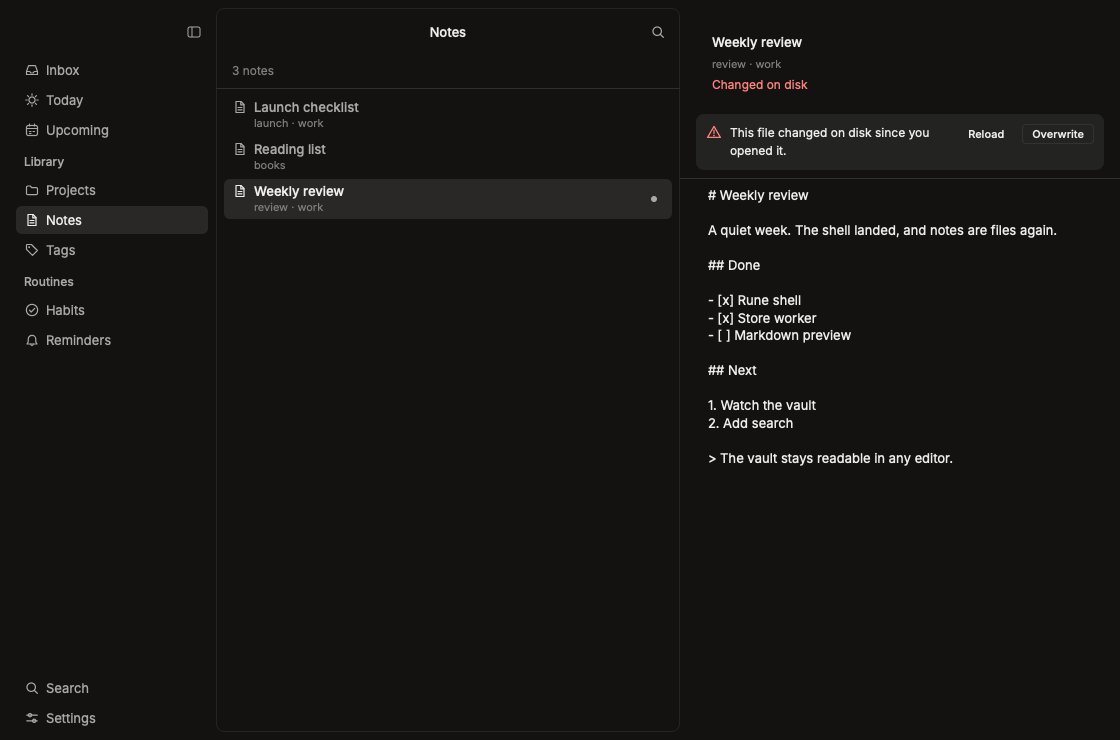 Inbox
Today
Upcoming
Library
Projects
Notes
Tags
Routines
Habits
Reminders
Search
Settings
Notes
3 notes
Launch checklist
launch · work
Reading list
books
Weekly review
review · work
Weekly review
review · work
Changed on disk
This file changed on disk since you
opened it.
Reload
Overwrite
# Weekly review
A quiet week. The shell landed, and notes are files again.
## Done
- [x] Rune shell
- [x] Store worker
- [ ] Markdown preview
## Next
1. Watch the vault
2. Add search
> The vault stays readable in any editor.